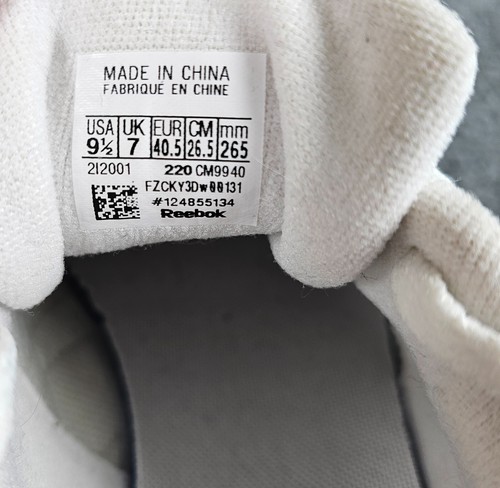 MADE IN CHINA
FABRIQUÉ EN CHINE
USA UK EUR CM mm
9½ 7 40.5 26.5 265
2I2001 220 CM9940
FZCKY3Dw00131
#124855134
Reebok